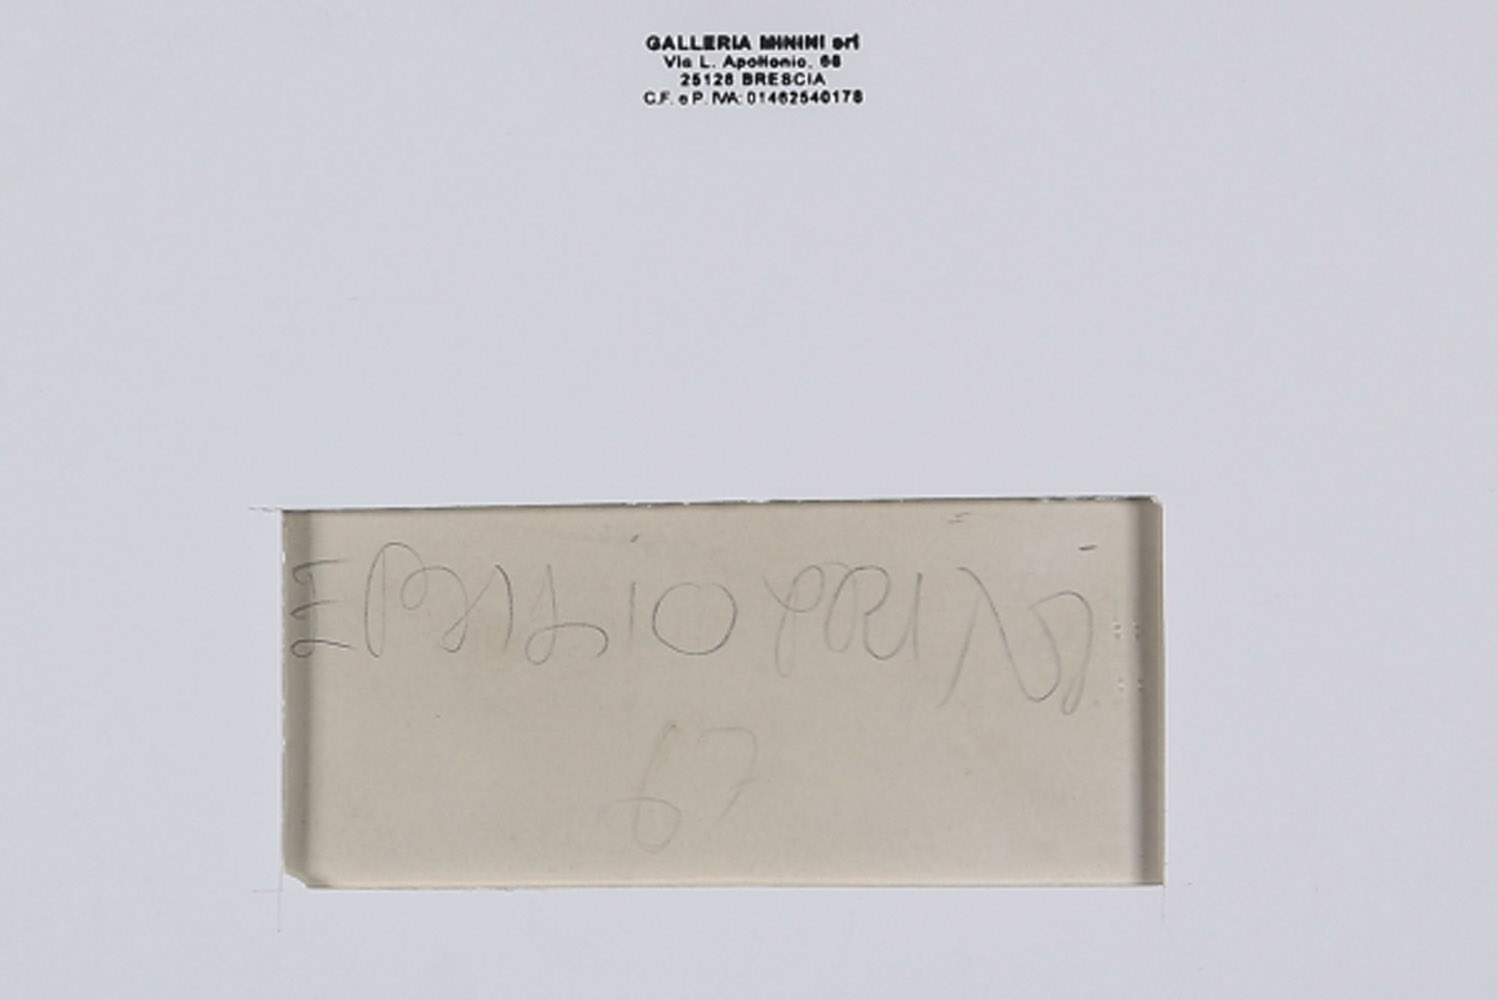 GALLERIA MININI srl
Via L. Apollonio, 68
25128 BRESCIA
C.F. e P. IVA: 01462540178
EMILIO PRINI
67